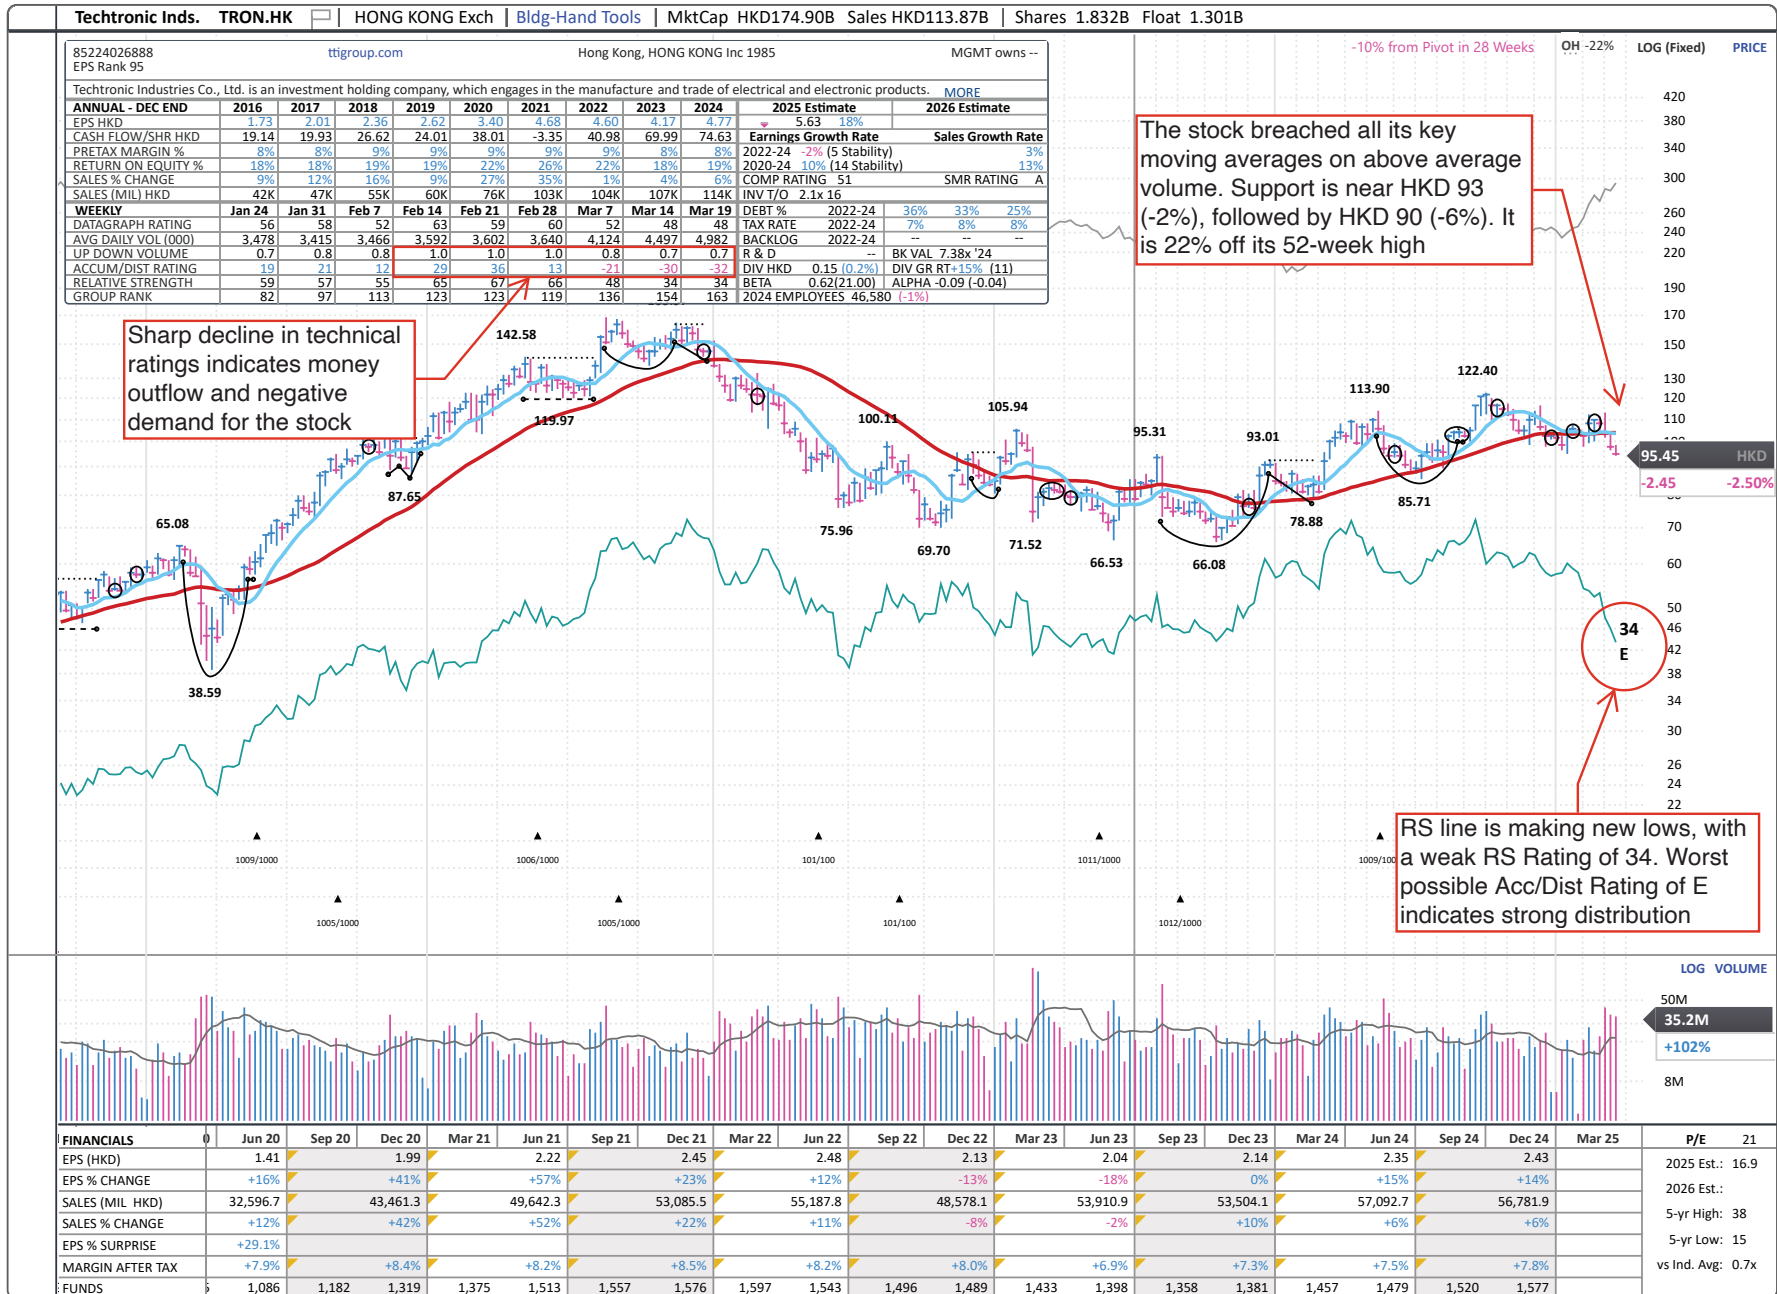 Techtronic Inds. TRON.HK HONG KONG Exch Bldg-Hand Tools MktCap HKD174.90B Sales HKD113.87B Shares 1.832B Float 1.301B
85224026888 ttigroup.com Hong Kong, HONG KONG Inc 1985 MGMT owns --
EPS Rank 95
Techtronic Industries Co., Ltd. is an investment holding company, which engages in the manufacture and trade of electrical and electronic products. MORE
ANNUAL - DEC END 2016 2017 2018 2019 2020 2021 2022 2023 2024 2025 Estimate 2026 Estimate
EPS HKD 1.73 2.01 2.36 2.62 3.40 4.68 4.60 4.17 4.77 5.63 18%
CASH FLOW/SHR HKD 19.14 19.93 26.62 24.01 38.01 -3.35 40.98 69.99 74.63 Earnings Growth Rate Sales Growth Rate
PRETAX MARGIN % 8% 8% 9% 9% 9% 9% 9% 8% 8% 2022-24 -2% (5 Stability) 3%
RETURN ON EQUITY % 18% 18% 19% 19% 22% 26% 22% 18% 19% 2020-24 10% (14 Stability) 13%
SALES % CHANGE 9% 12% 16% 9% 27% 35% 1% 4% 6% COMP RATING 51 SMR RATING A
SALES (MIL) HKD 42K 47K 55K 60K 76K 103K 104K 107K 114K INV T/O 2.1x 16
WEEKLY Jan 24 Jan 31 Feb 7 Feb 14 Feb 21 Feb 28 Mar 7 Mar 14 Mar 19 DEBT % 2022-24 36% 33% 25%
DATAGRAPH RATING 56 58 52 63 59 60 52 48 48 TAX RATE 2022-24 7% 8% 8%
AVG DAILY VOL (000) 3,478 3,415 3,466 3,592 3,602 3,640 4,124 4,497 4,982 BACKLOG 2022-24 -- -- --
UP DOWN VOLUME 0.7 0.8 0.8 1.0 1.0 1.0 0.8 0.7 0.7 R & D -- BK VAL 7.38x '24
ACCUM/DIST RATING 19 21 12 29 36 13 -21 -30 -32 DIV HKD 0.15 (0.2%) DIV GR RT +15% (11)
RELATIVE STRENGTH 59 57 55 65 67 66 48 34 34 BETA 0.62(21.00) ALPHA -0.09 (-0.04)
GROUP RANK 82 97 113 123 123 119 136 154 163 2024 EMPLOYEES 46,580 (-1%)
-10% from Pivot in 28 Weeks OH -22% LOG (Fixed) PRICE
The stock breached all its key
moving averages on above average
volume. Support is near HKD 93
(-2%), followed by HKD 90 (-6%). It
is 22% off its 52-week high
Sharp decline in technical
ratings indicates money
outflow and negative
demand for the stock
420
380
340
300
260
240
220
190
170
150
130
120
110
95.45 HKD
-2.45 -2.50%
70
60
50
46
42
38
34
30
26
24
22
142.58
119.97
87.65
65.08
38.59
100.11
105.94
75.96
69.70
71.52
95.31
93.01
66.53
66.08
78.88
113.90
122.40
85.71
34
E
RS line is making new lows, with
a weak RS Rating of 34. Worst
possible Acc/Dist Rating of E
indicates strong distribution
1009/1000 1006/1000 101/100 1011/1000
1005/1000 1005/1000 101/100 1012/1000
LOG VOLUME
50M
35.2M
+102%
8M
FINANCIALS Jun 20 Sep 20 Dec 20 Mar 21 Jun 21 Sep 21 Dec 21 Mar 22 Jun 22 Sep 22 Dec 22 Mar 23 Jun 23 Sep 23 Dec 23 Mar 24 Jun 24 Sep 24 Dec 24 Mar 25 P/E 21
EPS (HKD) 1.41 1.99 2.22 2.45 2.48 2.13 2.04 2.14 2.35 2.43 2025 Est.: 16.9
EPS % CHANGE +16% +41% +57% +23% +12% -13% -18% 0% +15% +14% 2026 Est.:
SALES (MIL HKD) 32,596.7 43,461.3 49,642.3 53,085.5 55,187.8 48,578.1 53,910.9 53,504.1 57,092.7 56,781.9 5-yr High: 38
SALES % CHANGE +12% +42% +52% +22% +11% -8% -2% +10% +6% +6%
EPS % SURPRISE +29.1% 5-yr Low: 15
MARGIN AFTER TAX +7.9% +8.4% +8.2% +8.5% +8.2% +8.0% +6.9% +7.3% +7.5% +7.8% vs Ind. Avg: 0.7x
FUNDS 1,086 1,182 1,319 1,375 1,513 1,557 1,576 1,597 1,543 1,496 1,489 1,433 1,398 1,358 1,381 1,457 1,479 1,520 1,577